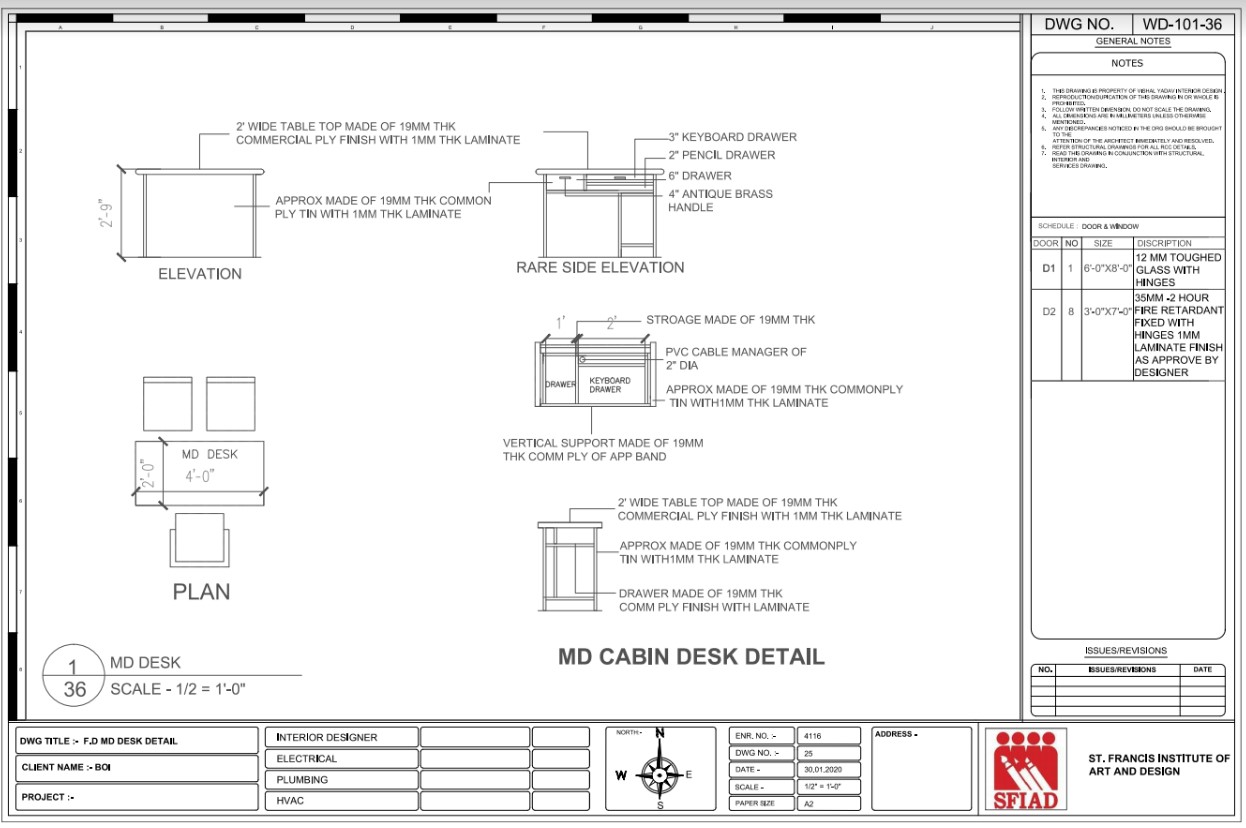 A B C D E F G H I J
1
2
3
4
5
6
7
8
2' WIDE TABLE TOP MADE OF 19MM THK
COMMERCIAL PLY FINISH WITH 1MM THK LAMINATE
2'-9"
APPROX MADE OF 19MM THK COMMON
PLY TIN WITH 1MM THK LAMINATE
ELEVATION
3" KEYBOARD DRAWER
2" PENCIL DRAWER
6" DRAWER
4" ANTIQUE BRASS
HANDLE
RARE SIDE ELEVATION
1' 2'
STROAGE MADE OF 19MM THK
PVC CABLE MANAGER OF
2" DIA
DRAWER
KEYBOARD
DRAWER
APPROX MADE OF 19MM THK COMMONPLY
TIN WITH1MM THK LAMINATE
VERTICAL SUPPORT MADE OF 19MM
THK COMM PLY OF APP BAND
MD DESK
2'-0"
4'-0"
PLAN
2' WIDE TABLE TOP MADE OF 19MM THK
COMMERCIAL PLY FINISH WITH 1MM THK LAMINATE
APPROX MADE OF 19MM THK COMMONPLY
TIN WITH1MM THK LAMINATE
DRAWER MADE OF 19MM THK
COMM PLY FINISH WITH LAMINATE
MD CABIN DESK DETAIL
1
36
MD DESK
SCALE - 1/2 = 1'-0"
DWG NO. WD-101-36
GENERAL NOTES
NOTES
1. THIS DRAWING IS PROPERTY OF VISHAL YADAV INTERIOR DESIGN
2. REPRODUCTION/DUPICATION OF THIS DRAWING IN OR WHOLE IS
PROHIBITED.
3. FOLLOW WRITTEN DIMENSION, DO NOT SCALE THE DRAWING.
4. ALL DIMENSIONS ARE IN MILLIMETERS UNLESS OTHERWISE
MENTIONED.
5. ANY DISCREPANCIES NOTICED IN THE DRG SHOULD BE BROUGHT
TO THE
ATTENTION OF THE ARCHITECT IMMEDIATELY AND RESOLVED.
6. REFER STRUCTURAL DRAWINGS FOR ALL RCC DETAILS.
7. READ THIS DRAWING IN CONJUNCTION WITH STRUCTURAL,
INTERIOR AND
SERVICES DRAWING.
SCHEDULE : DOOR & WINDOW
DOOR NO SIZE DISCRIPTION
D1 1 6'-0"X8'-0" 12 MM TOUGHED
GLASS WITH
HINGES
D2 8 3'-0"X7'-0" 35MM -2 HOUR
FIRE RETARDANT
FIXED WITH
HINGES 1MM
LAMINATE FINISH
AS APPROVE BY
DESIGNER
ISSUES/REVISIONS
NO. ISSUES/REVISIONS DATE
DWG TITLE :- F.D MD DESK DETAIL
CLIENT NAME :- BOI
PROJECT :-
INTERIOR DESIGNER
ELECTRICAL
PLUMBING
HVAC
NORTH:-
N
W E
S
ENR. NO. :- 4116
DWG NO. :- 25
DATE - 30,01,2020
SCALE - 1/2" = 1'-0"
PAPER SIZE A2
ADDRESS -
SFIAD
ST. FRANCIS INSTITUTE OF
ART AND DESIGN